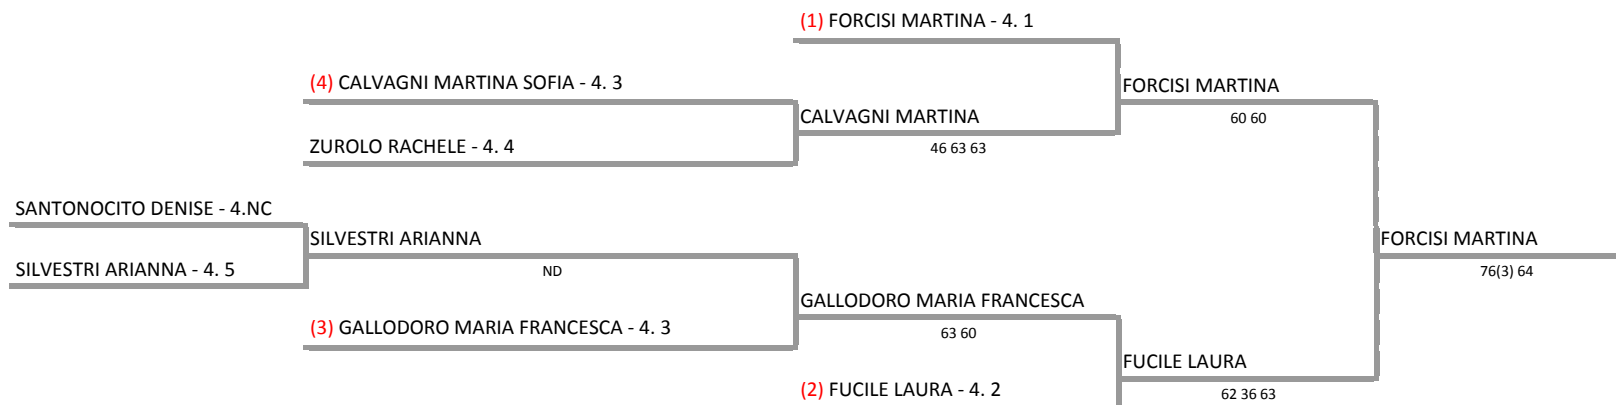 (1) FORCISI MARTINA - 4. 1
(4) CALVAGNI MARTINA SOFIA - 4. 3
FORCISI MARTINA
60 60
CALVAGNI MARTINA
46 63 63
ZUROLO RACHELE - 4. 4
SANTONOCITO DENISE - 4.NC
SILVESTRI ARIANNA
ND
FORCISI MARTINA
76(3) 64
SILVESTRI ARIANNA - 4. 5
GALLODORO MARIA FRANCESCA
63 60
(3) GALLODORO MARIA FRANCESCA - 4. 3
FUCILE LAURA
62 36 63
(2) FUCILE LAURA - 4. 2